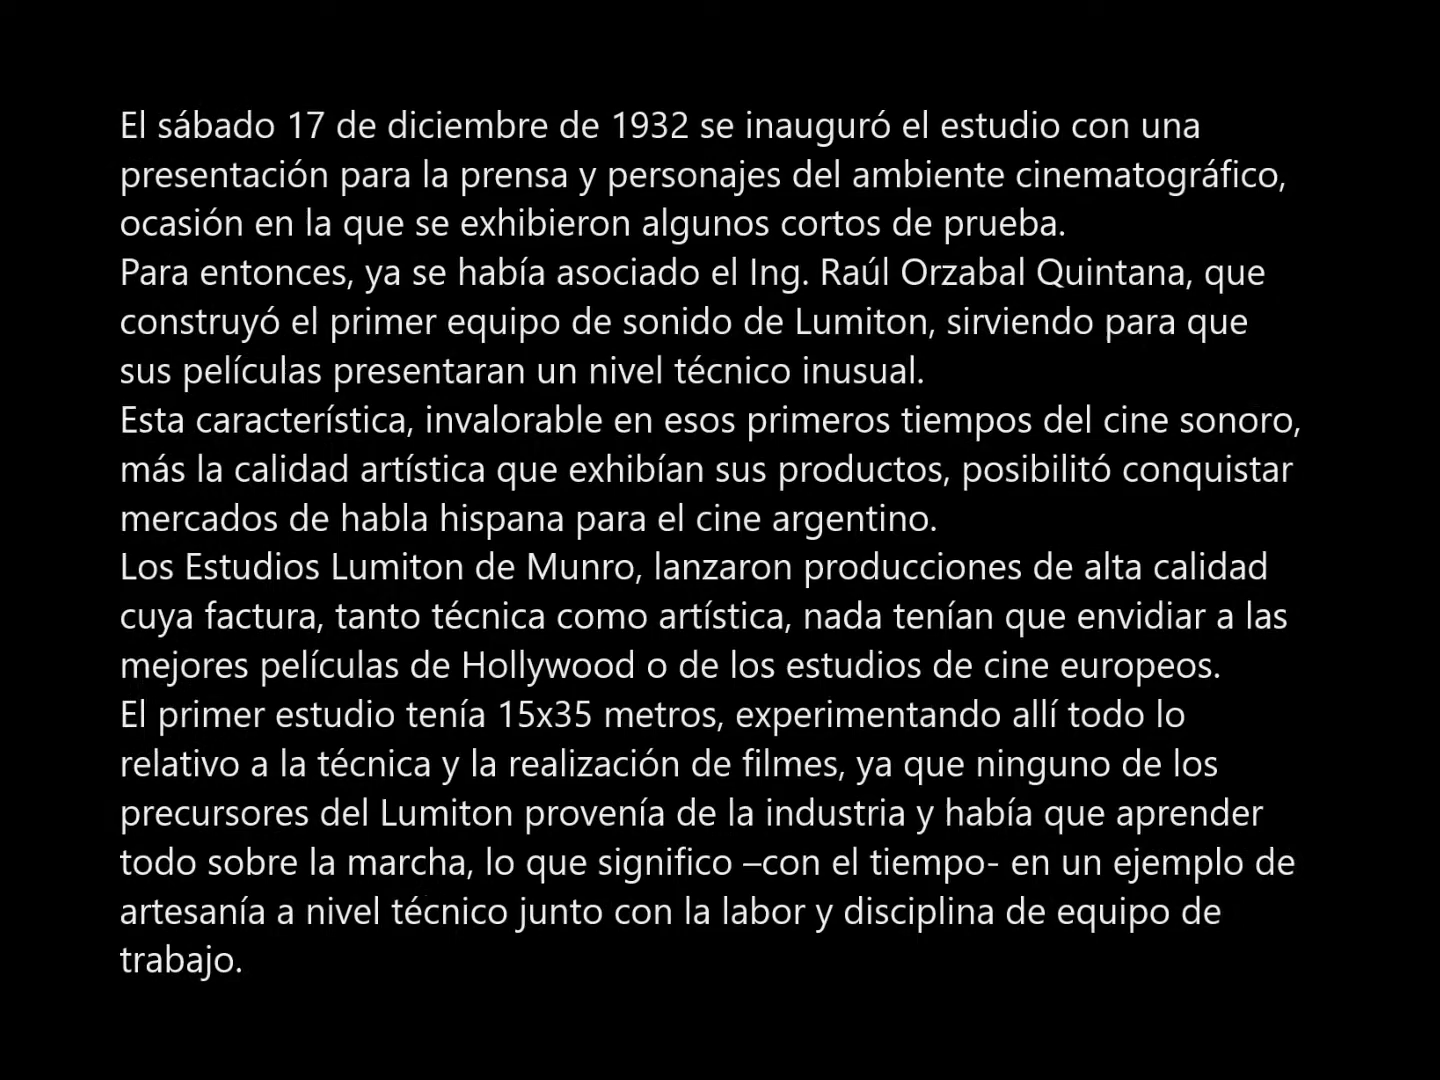 El sábado 17 de diciembre de 1932 se inauguró el estudio con una
presentación para la prensa y personajes del ambiente cinematográfico,
ocasión en la que se exhibieron algunos cortos de prueba.
Para entonces, ya se había asociado el Ing. Raúl Orzabal Quintana, que
construyó el primer equipo de sonido de Lumiton, sirviendo para que
sus películas presentaran un nivel técnico inusual.
Esta característica, invalorable en esos primeros tiempos del cine sonoro,
más la calidad artística que exhibían sus productos, posibilitó conquistar
mercados de habla hispana para el cine argentino.
Los Estudios Lumiton de Munro, lanzaron producciones de alta calidad
cuya factura, tanto técnica como artística, nada tenían que envidiar a las
mejores películas de Hollywood o de los estudios de cine europeos.
El primer estudio tenía 15x35 metros, experimentando allí todo lo
relativo a la técnica y la realización de filmes, ya que ninguno de los
precursores del Lumiton provenía de la industria y había que aprender
todo sobre la marcha, lo que significo –con el tiempo- en un ejemplo de
artesanía a nivel técnico junto con la labor y disciplina de equipo de
trabajo.